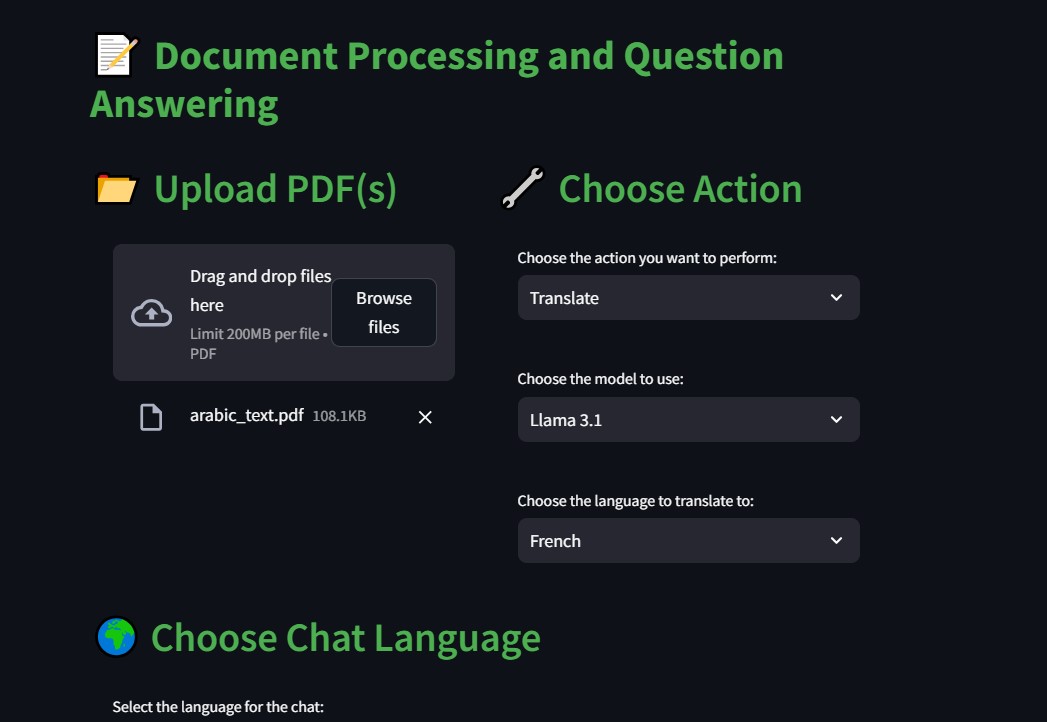 Document Processing and Question
Answering
Upload PDF(s)
Drag and drop files
here
Limit 200MB per file •
PDF
Browse
files
arabic_text.pdf 108.1KB
Choose Action
Choose the action you want to perform:
Translate
Choose the model to use:
Llama 3.1
Choose the language to translate to:
French
Choose Chat Language
Select the language for the chat: